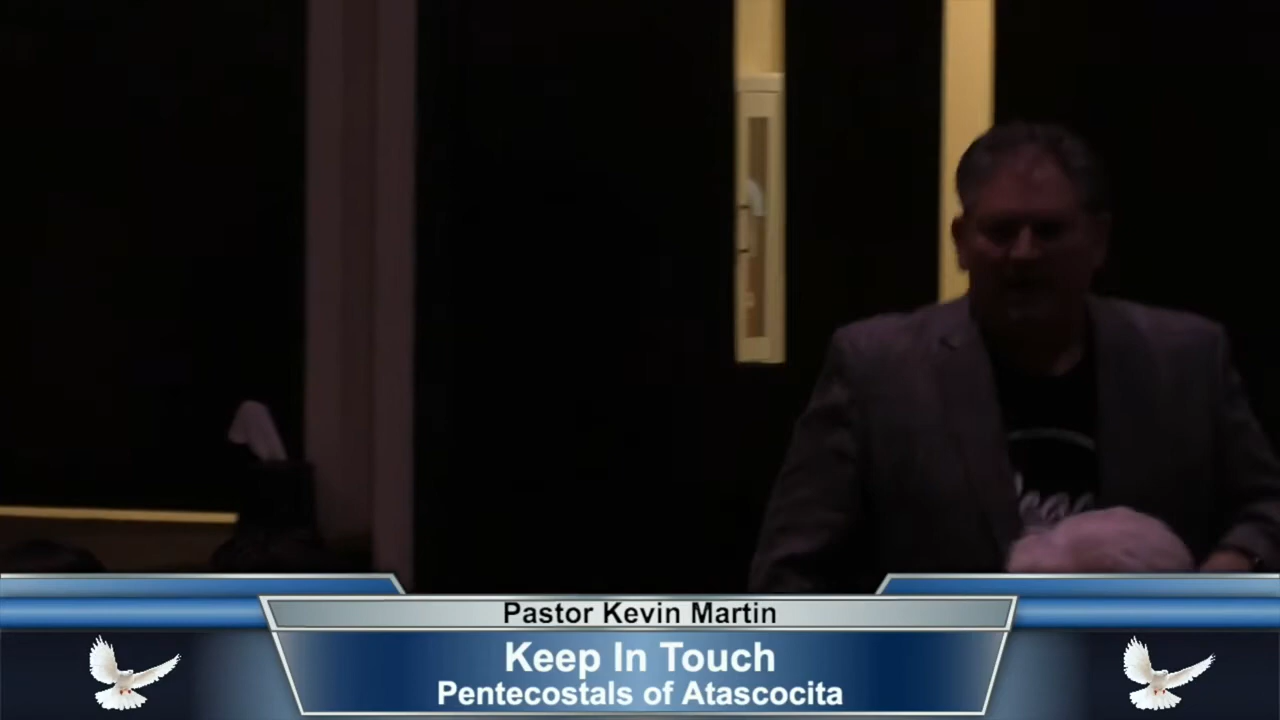 Pastor Kevin Martin
Keep In Touch
Pentecostals of Atascocita